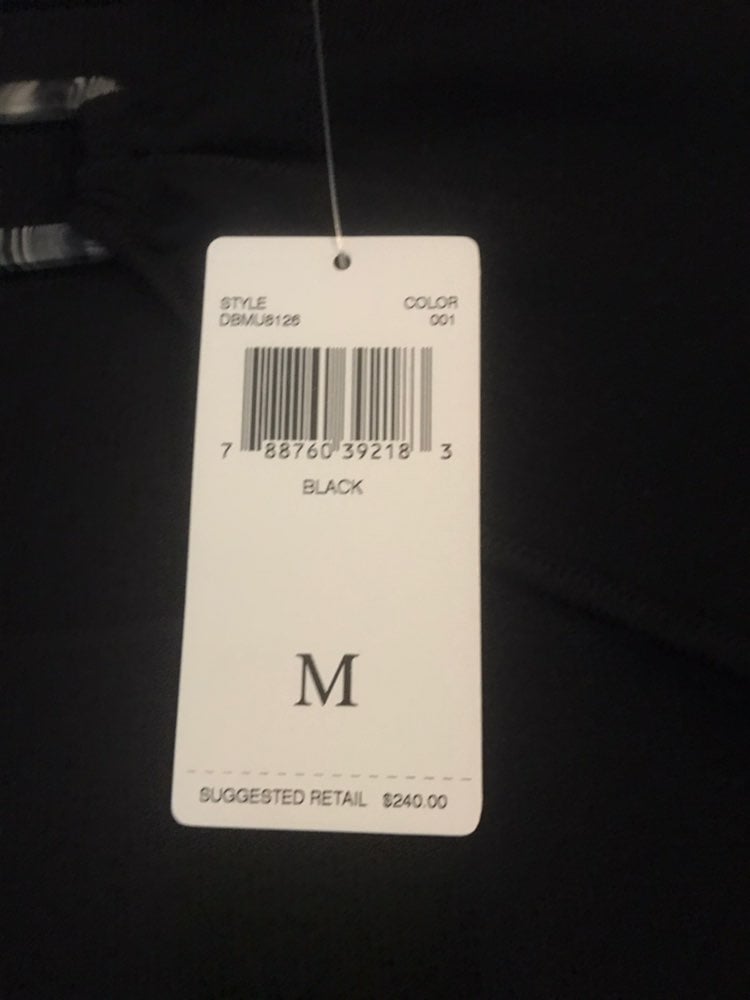 STYLE COLOR
DBMU8126 001
7 88760 39218 3
BLACK
M
SUGGESTED RETAIL $240.00